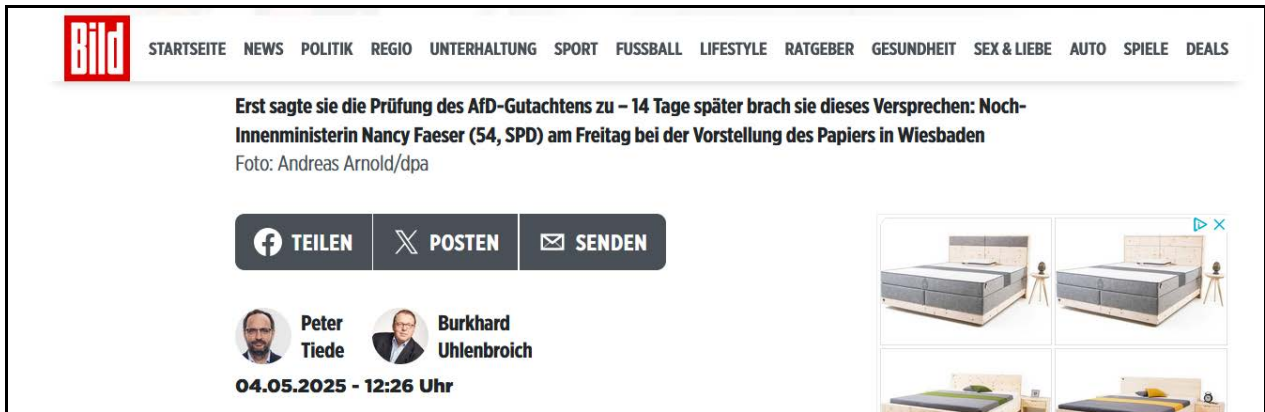 Bild
STARTSEITE NEWS POLITIK REGIO UNTERHALTUNG SPORT FUSSBALL LIFESTYLE RATGEBER GESUNDHEIT SEX & LIEBE AUTO SPIELE DEALS
Erst sagte sie die Prüfung des AfD-Gutachtens zu – 14 Tage später brach sie dieses Versprechen: Noch-
Innenministerin Nancy Faeser (54, SPD) am Freitag bei der Vorstellung des Papiers in Wiesbaden
Foto: Andreas Arnold/dpa
TEILEN POSTEN SENDEN
Peter
Tiede
Burkhard
Uhlenbroich
04.05.2025 - 12:26 Uhr